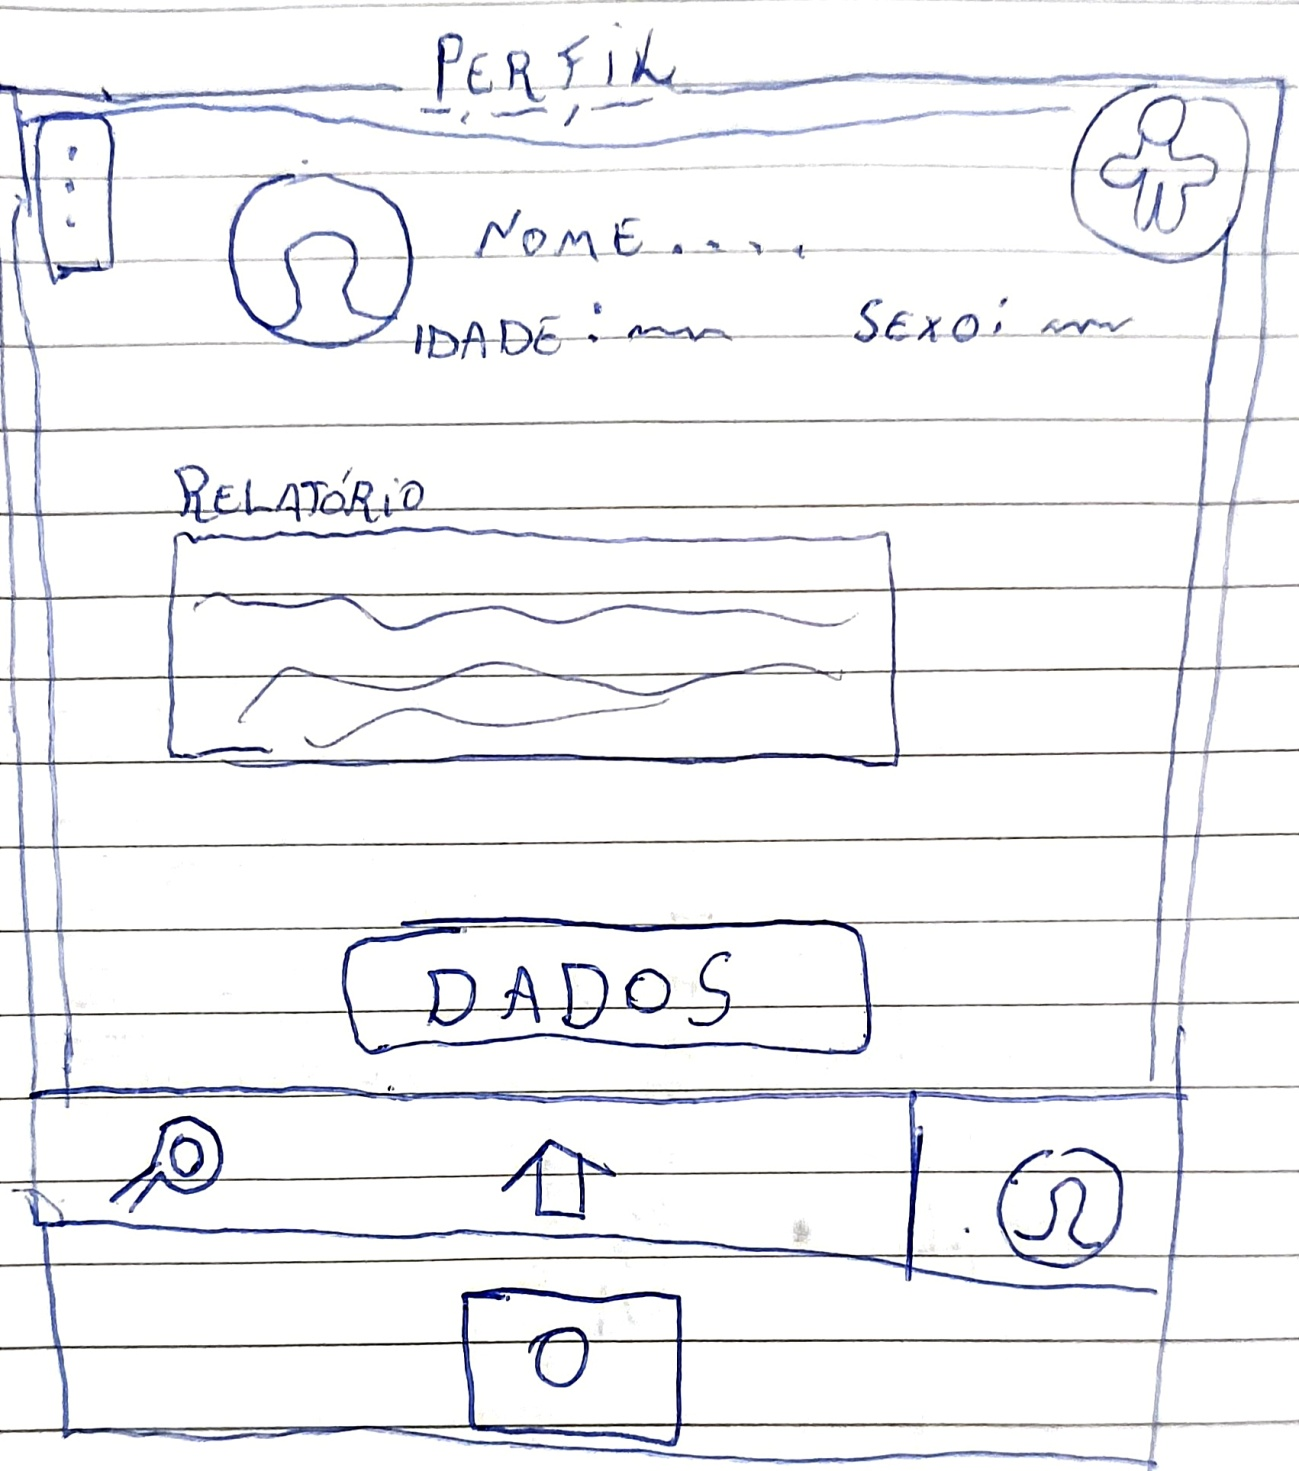 PERFIL
NOME....
IDADE: SEXO:
RELATÓRIO
DADOS